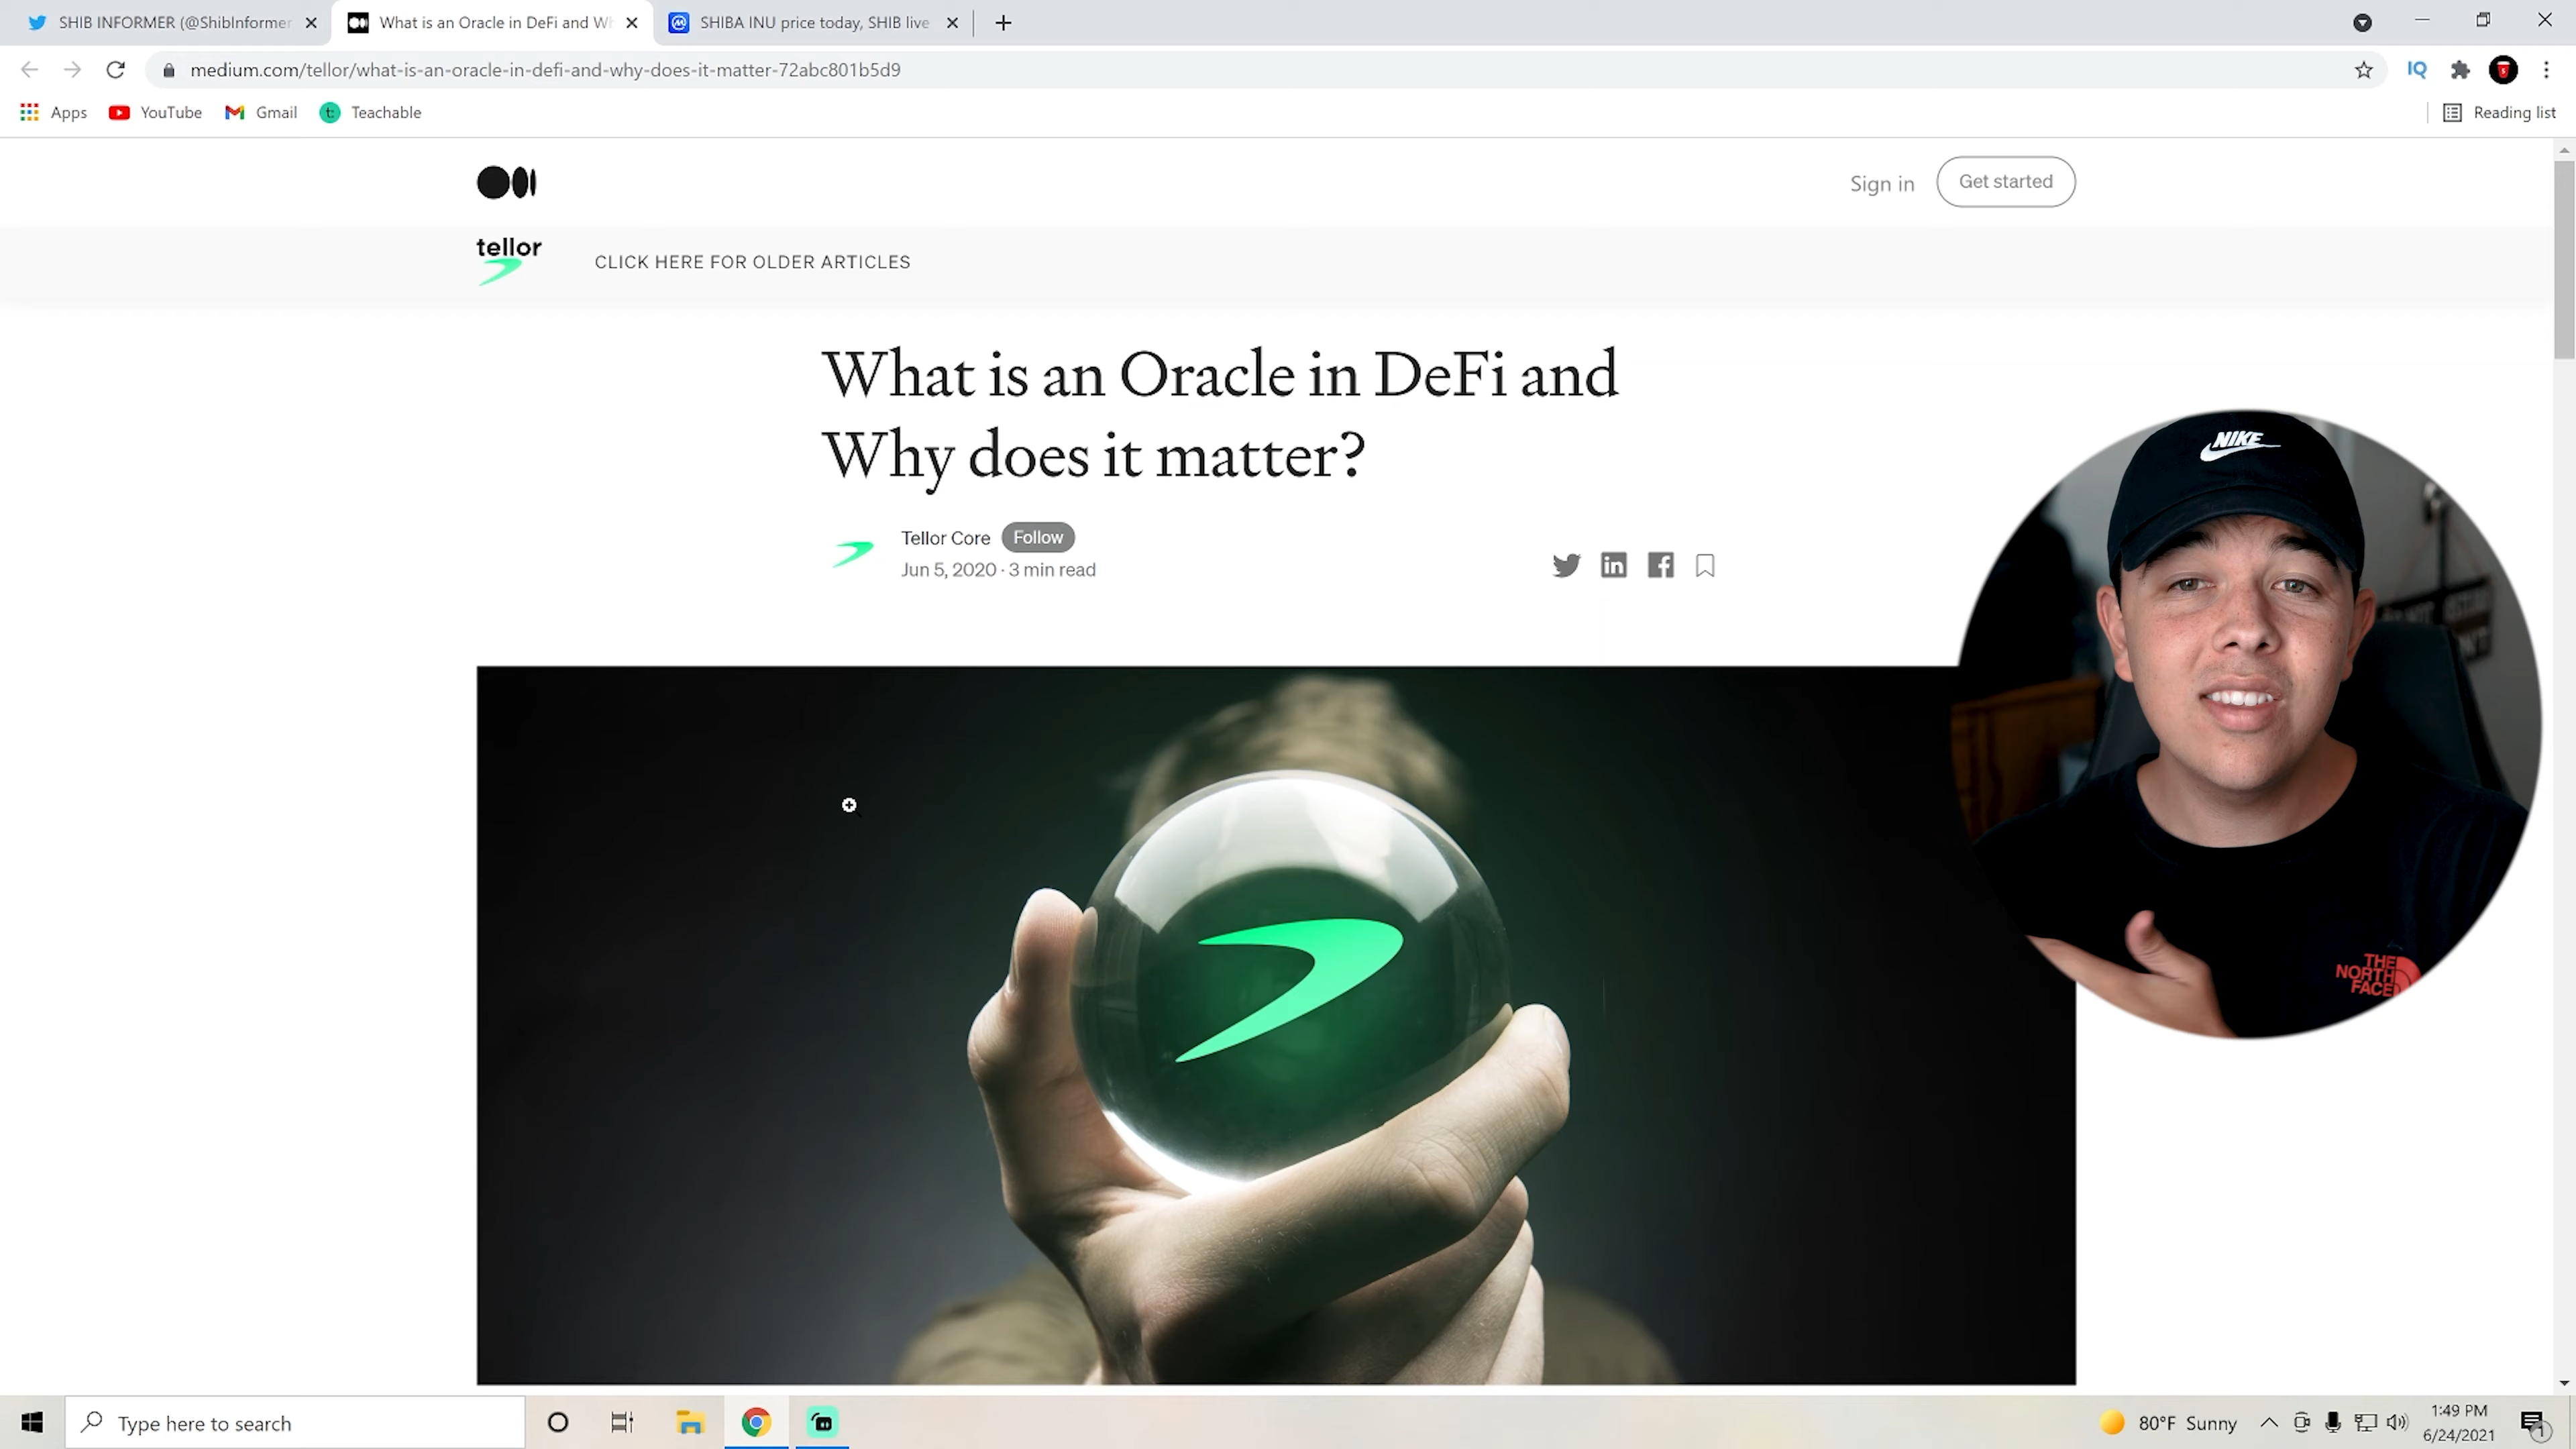 SHIB INFORMER (@ShibInformer
What is an Oracle in DeFi and Wh
SHIBA INU price today, SHIB live
medium.com/tellor/what-is-an-oracle-in-defi-and-why-does-it-matter-72abc801b5d9
IQ
Apps
YouTube
Gmail
Teachable
Reading list
Sign in
Get started
tellor
CLICK HERE FOR OLDER ARTICLES
What is an Oracle in DeFi and
Why does it matter?
Tellor Core
Follow
Jun 5, 2020 · 3 min read
NIKE
THE
NORTH
FACE
Type here to search
80°F Sunny
1:49 PM
6/24/2021
1